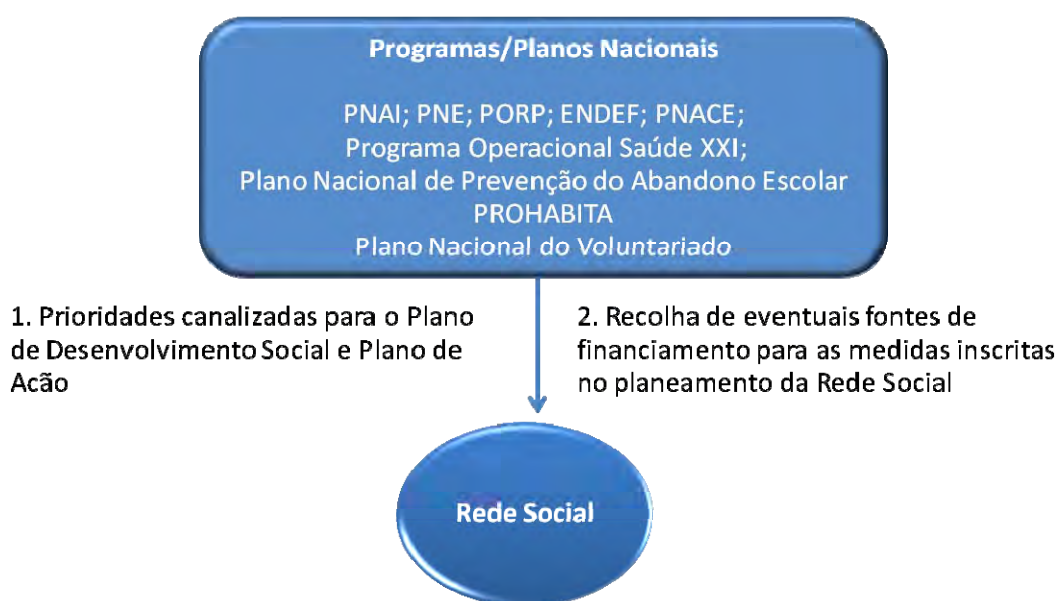 Programas/Planos Nacionais
PNAI; PNE; PORP; ENDEF; PNACE;
Programa Operacional Saúde XXI;
Plano Nacional de Prevenção do Abandono Escolar
PROHABITA
Plano Nacional do Voluntariado
1. Prioridades canalizadas para o Plano
de Desenvolvimento Social e Plano de
Acão
2. Recolha de eventuais fontes de
financiamento para as medidas inscritas
no planeamento da Rede Social
Rede Social